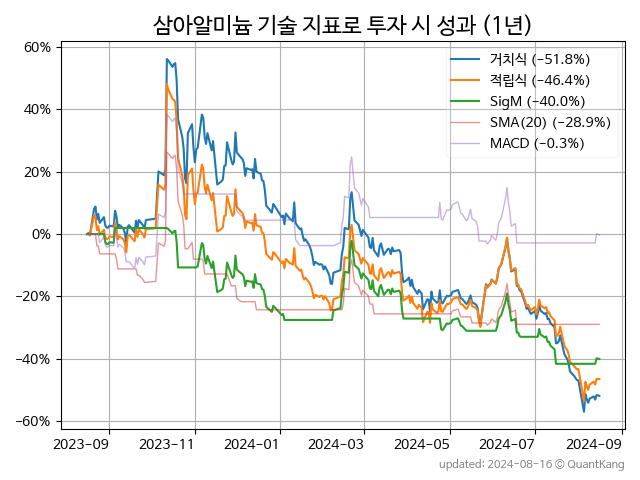 삼아알미늄 기술 지표로 투자 시 성과 (1년)
거치식 (−51.8%)
적립식 (−46.4%)
SigM (−40.0%)
SMA(20) (−28.9%)
MACD (−0.3%)
60%
40%
20%
0%
−20%
−40%
−60%
2023-09
2023-11
2024-01
2024-03
2024-05
2024-07
2024-09
updated: 2024-08-16 © QuantKang